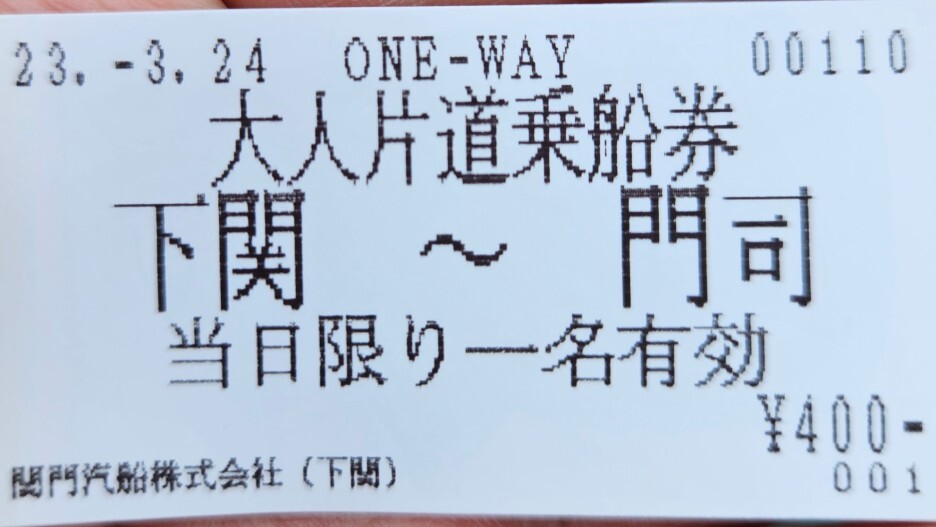 23.-3.24 ONE-WAY 00110
大人片道乗船券
下関 ～ 門司
当日限り一名有効
¥400-
関門汽船株式会社（下関） 001